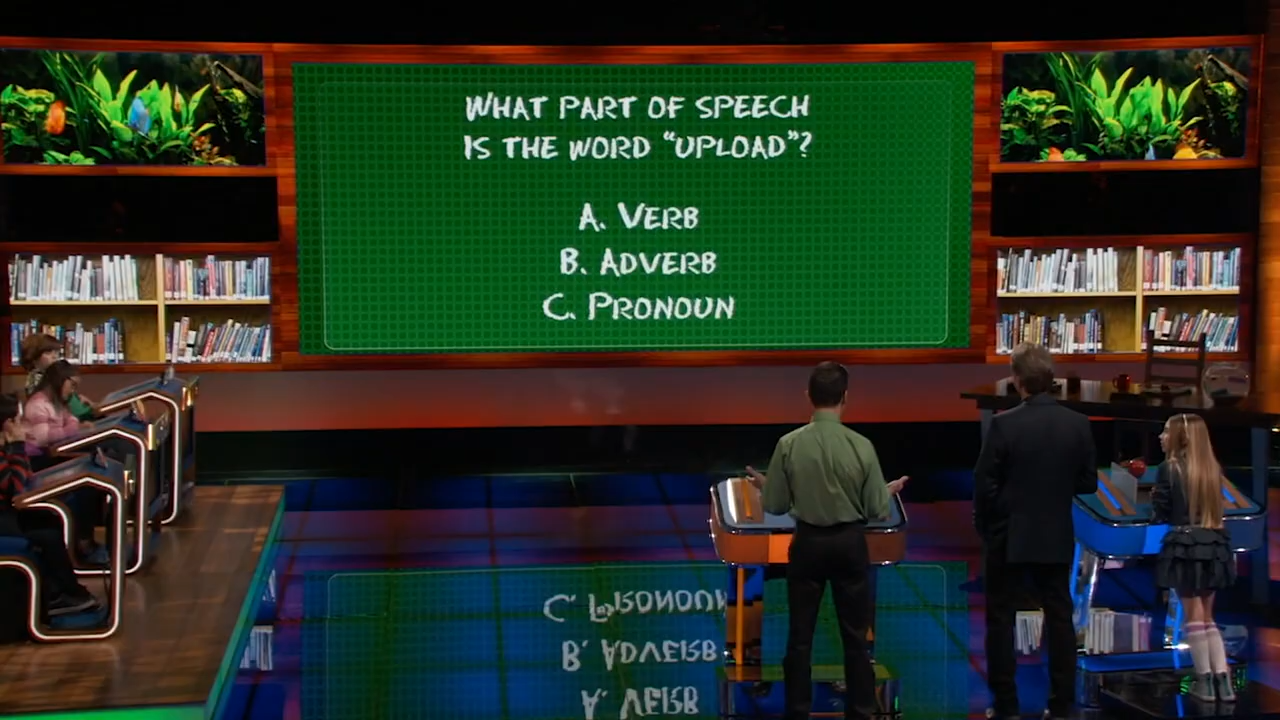 WHAT PART OF SPEECH
IS THE WORD “UPLOAD”?
A. VERB
B. ADVERB
C. PRONOUN